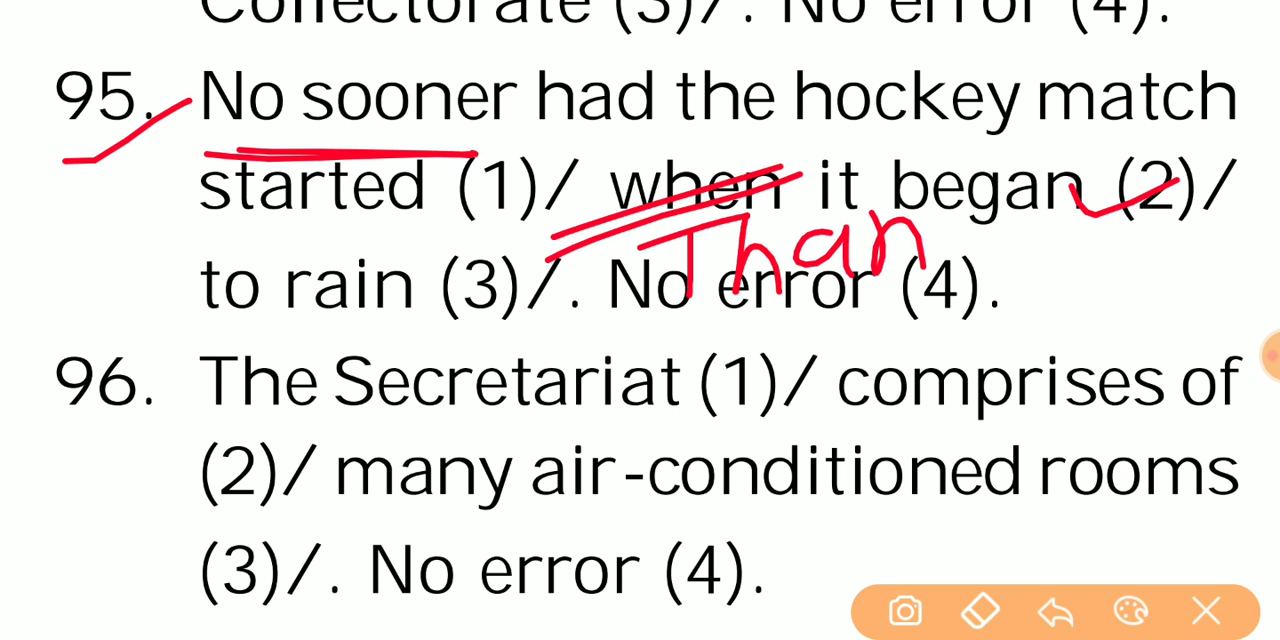 Collectorate (3)/. No error (4).
95. No sooner had the hockey match
started (1)/ when it began (2)/
Than
to rain (3)/. No error (4).
96. The Secretariat (1)/ comprises of
(2)/ many air-conditioned rooms
(3)/. No error (4).